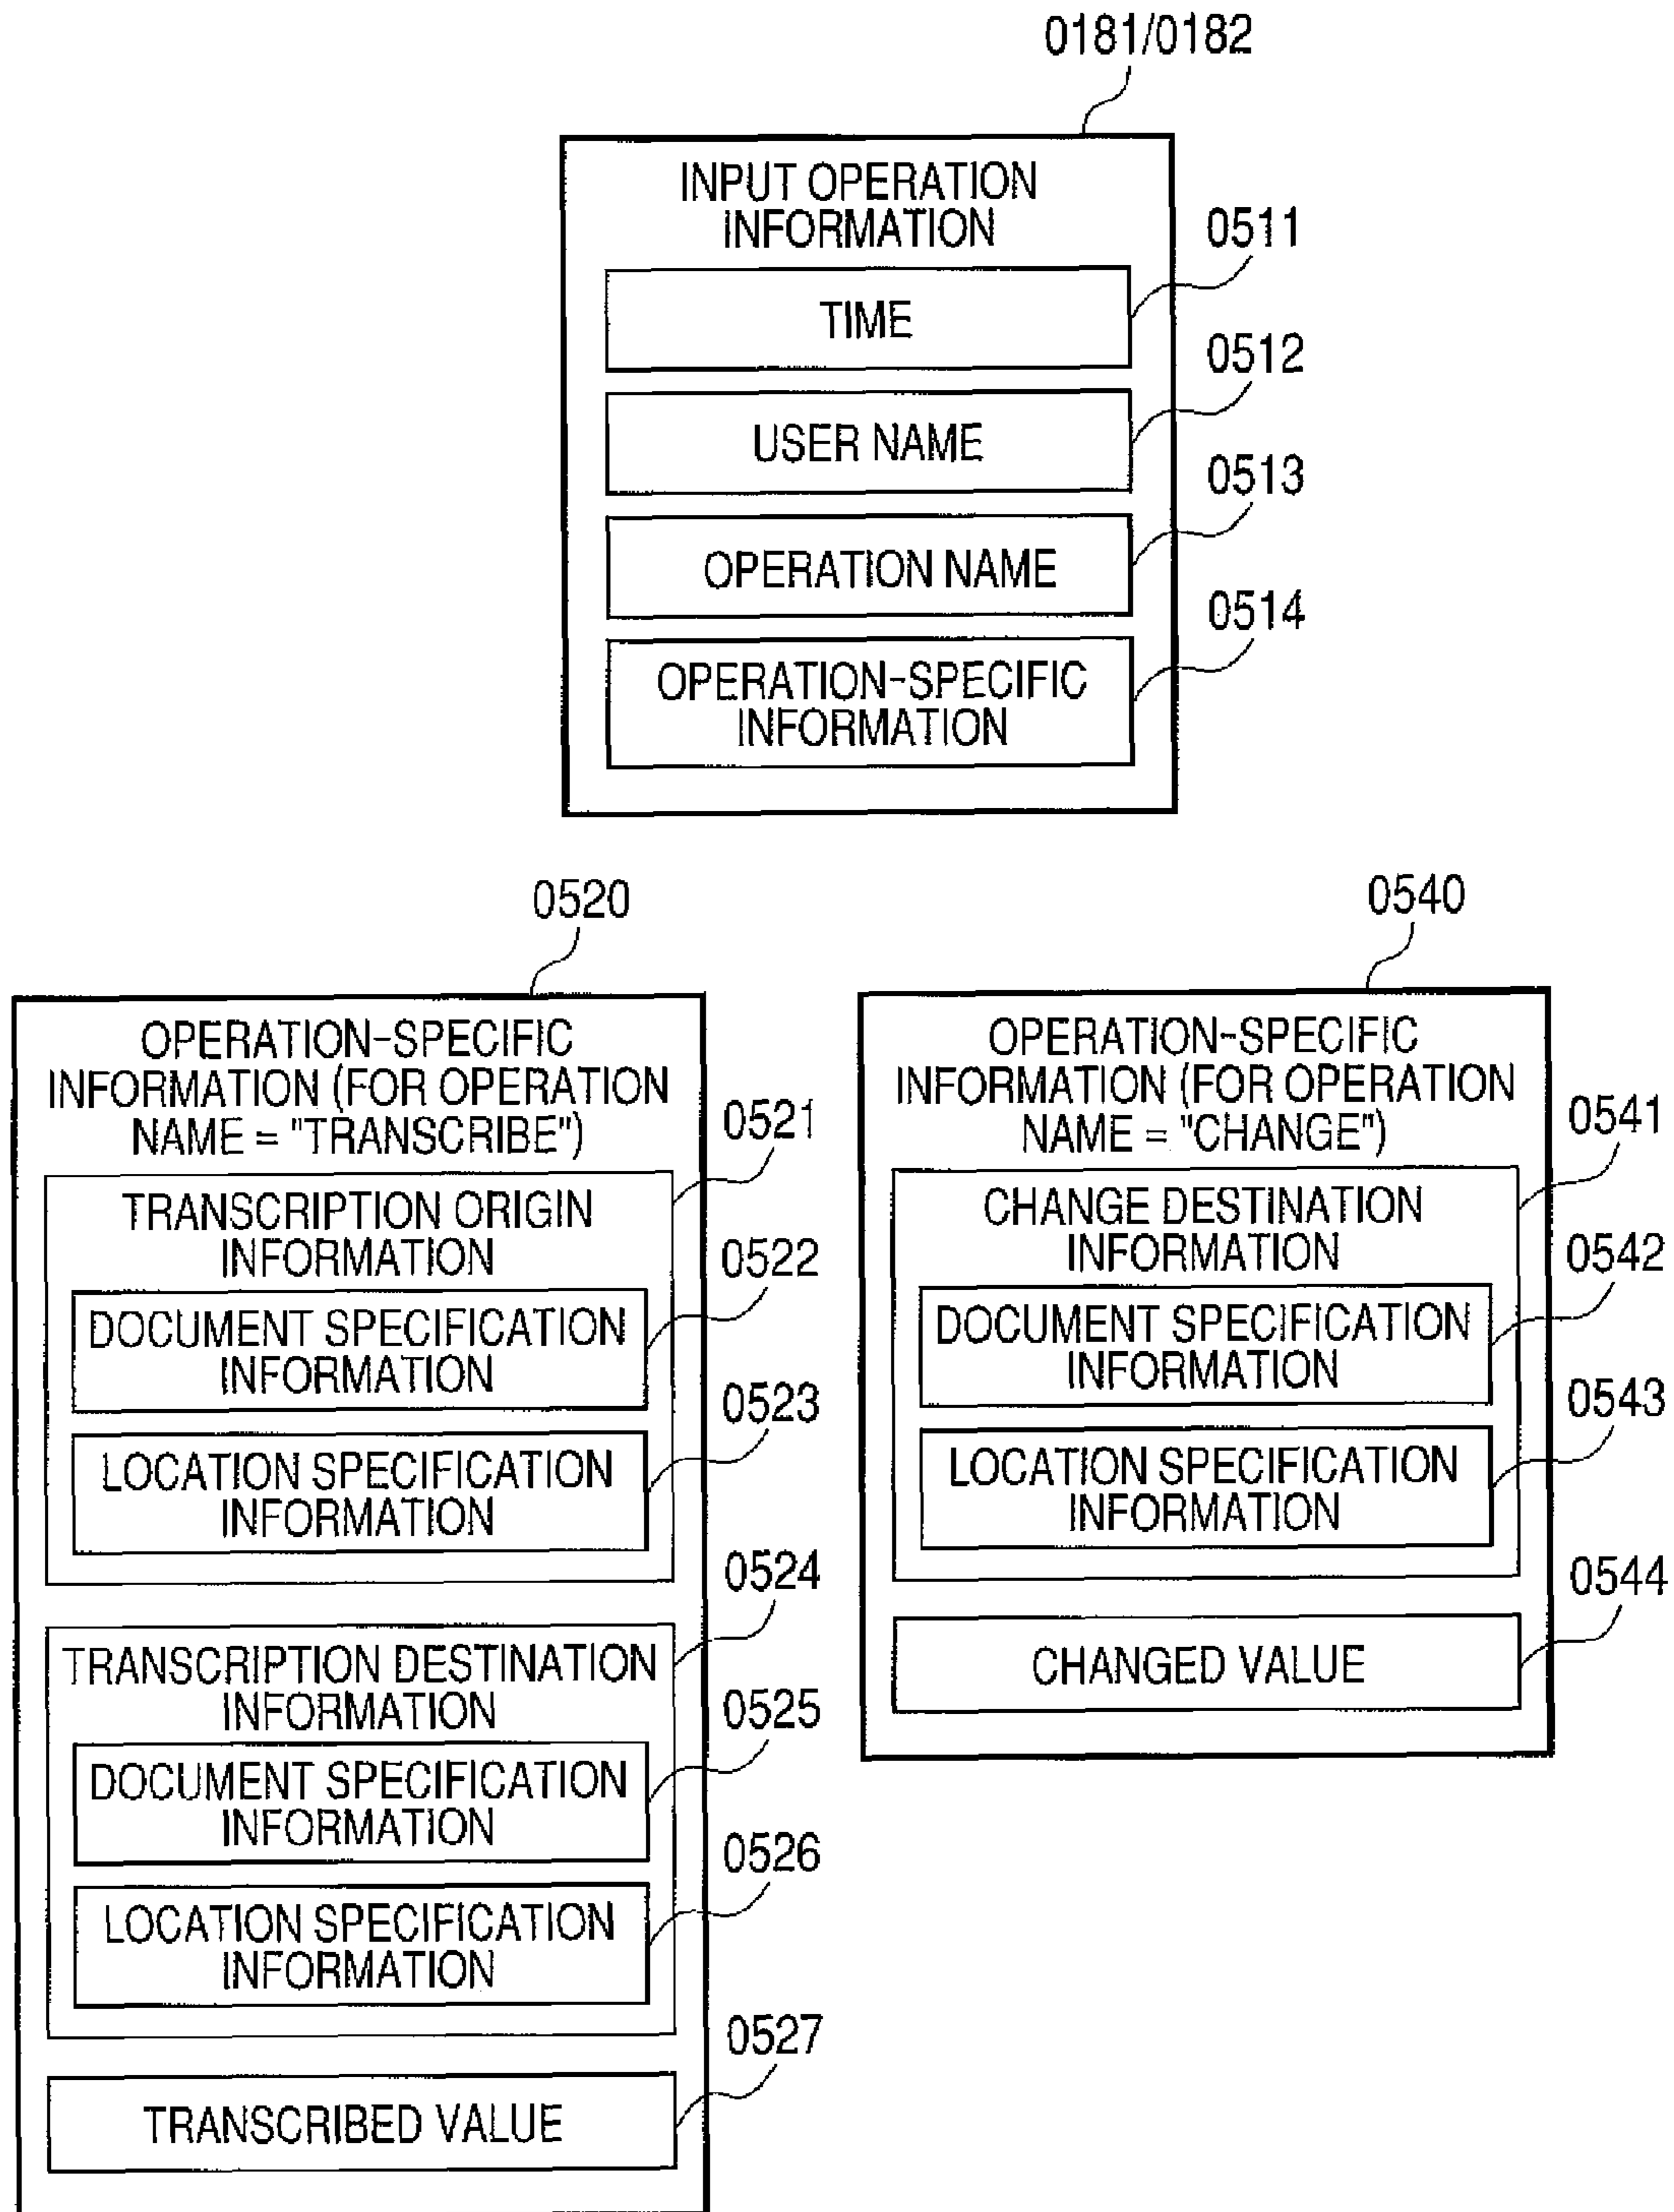 0181/0182
INPUT OPERATION
INFORMATION
0511
TIME
0512
USER NAME
0513
OPERATION NAME
0514
OPERATION-SPECIFIC
INFORMATION
0520
OPERATION-SPECIFIC
INFORMATION (FOR OPERATION
NAME = "TRANSCRIBE")
0521
TRANSCRIPTION ORIGIN
INFORMATION
0522
DOCUMENT SPECIFICATION
INFORMATION
0523
LOCATION SPECIFICATION
INFORMATION
0524
TRANSCRIPTION DESTINATION
INFORMATION
0525
DOCUMENT SPECIFICATION
INFORMATION
0526
LOCATION SPECIFICATION
INFORMATION
0527
TRANSCRIBED VALUE
0540
OPERATION-SPECIFIC
INFORMATION (FOR OPERATION
NAME = "CHANGE")
0541
CHANGE DESTINATION
INFORMATION
0542
DOCUMENT SPECIFICATION
INFORMATION
0543
LOCATION SPECIFICATION
INFORMATION
0544
CHANGED VALUE